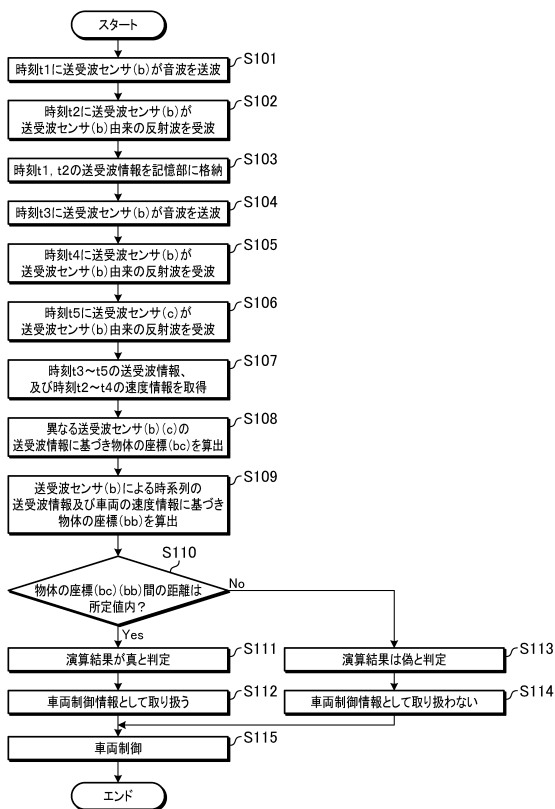 スタート
時刻t1に送受波センサ(b)が音波を送波
S101
時刻t2に送受波センサ(b)が
送受波センサ(b)由来の反射波を受波
S102
時刻t1, t2の送受波情報を記憶部に格納
S103
時刻t3に送受波センサ(b)が音波を送波
S104
時刻t4に送受波センサ(b)が
送受波センサ(b)由来の反射波を受波
S105
時刻t5に送受波センサ(c)が
送受波センサ(b)由来の反射波を受波
S106
時刻t3～t5の送受波情報、
及び時刻t2～t4の速度情報を取得
S107
異なる送受波センサ(b)(c)の
送受波情報に基づき物体の座標(bc)を算出
S108
送受波センサ(b)による時系列の
送受波情報及び車両の速度情報に基づき
物体の座標(bb)を算出
S109
S110
物体の座標(bc)(bb)間の距離は
所定値内？
No
Yes
演算結果が真と判定
S111
演算結果は偽と判定
S113
車両制御情報として取り扱う
S112
車両制御情報として取り扱わない
S114
車両制御
S115
エンド